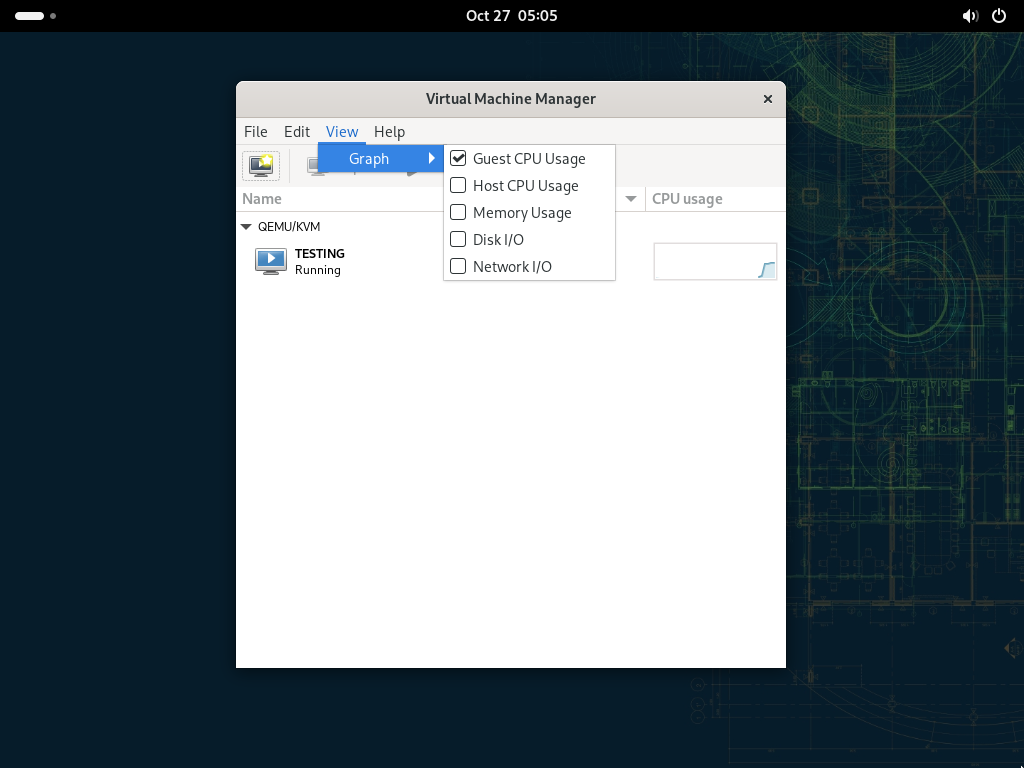 Oct 27 05:05
Virtual Machine Manager
File Edit View Help
Graph
Guest CPU Usage
Host CPU Usage
Memory Usage
Disk I/O
Network I/O
Name CPU usage
QEMU/KVM
TESTING
Running